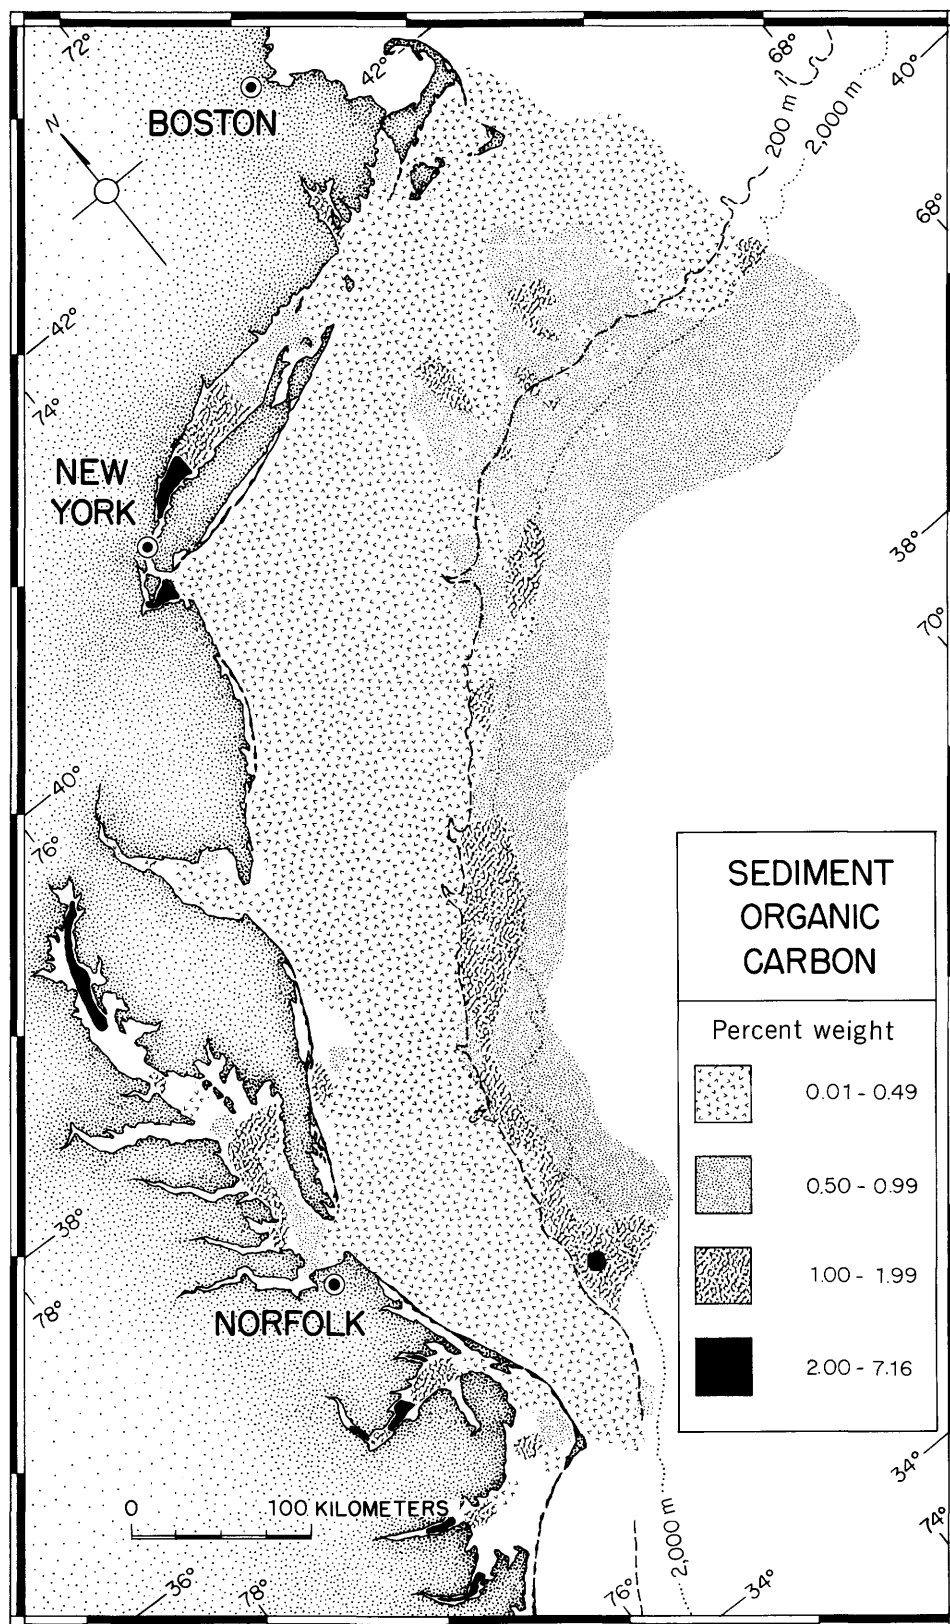 72°
42°
68°
40°
BOSTON
N
200 m
2,000 m
68°
42°
74°
NEW
YORK
38°
70°
40°
76°
SEDIMENT
ORGANIC
CARBON
Percent weight
0.01 - 0.49
0.50 - 0.99
1.00 - 1.99
2.00 - 7.16
38°
78°
NORFOLK
34°
0 100 KILOMETERS
2,000 m
74°
36°
78°
76°
34°